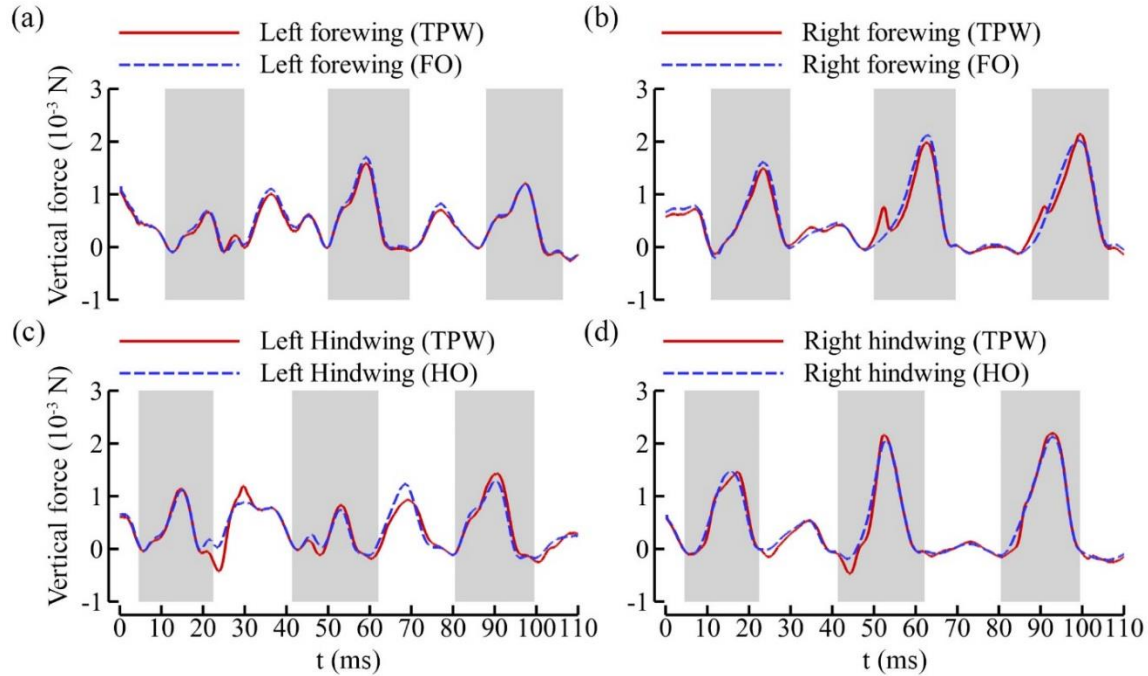 (a)
Left forewing (TPW)
Left forewing (FO)
Vertical force (10⁻³ N)
3
2
1
0
-1
(b)
Right forewing (TPW)
Right forewing (FO)
3
2
1
0
-1
(c)
Left Hindwing (TPW)
Left Hindwing (HO)
Vertical force (10⁻³ N)
3
2
1
0
-1
0 10 20 30 40 50 60 70 80 90 100 110
t (ms)
(d)
Right hindwing (TPW)
Right hindwing (HO)
3
2
1
0
-1
0 10 20 30 40 50 60 70 80 90 100 110
t (ms)